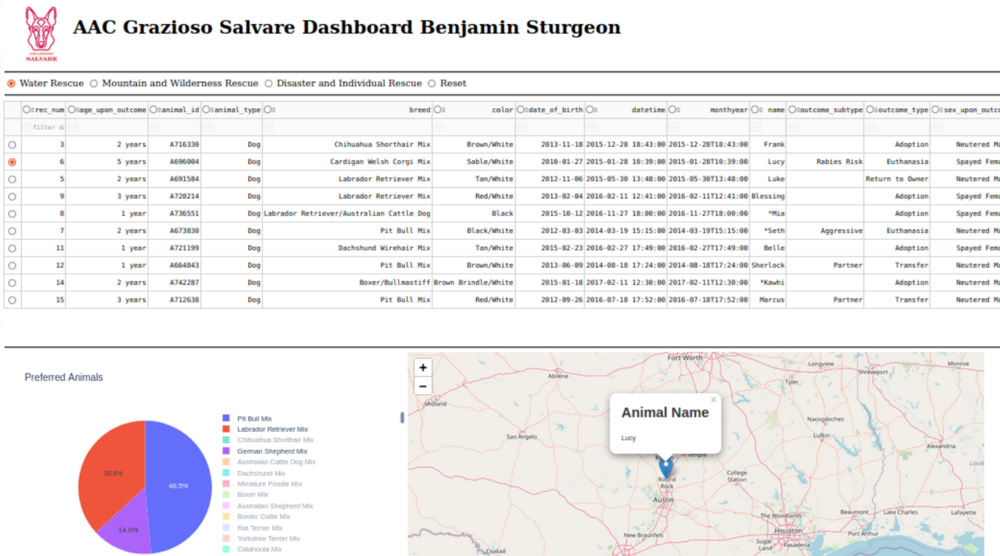 AAC Grazioso Salvare Dashboard Benjamin Sturgeon
GRAZIOSO
SALVARE
Water Rescue Mountain and Wilderness Rescue Disaster and Individual Rescue Reset
rec_num age_upon_outcome animal_id animal_type breed color date_of_birth datetime monthyear name outcome_subtype outcome_type sex_upon_outco
filter da
3 2 years A716330 Dog Chihuahua Shorthair Mix Brown/White 2013-11-18 2015-12-28 18:43:00 2015-12-28T18:43:00 Frank Adoption Neutered Ma
6 5 years A696004 Dog Cardigan Welsh Corgi Mix Sable/White 2010-01-27 2015-01-28 10:39:00 2015-01-28T10:39:00 Lucy Rabies Risk Euthanasia Spayed Fema
5 2 years A691584 Dog Labrador Retriever Mix Tan/White 2012-11-06 2015-05-30 13:48:00 2015-05-30T13:48:00 Luke Return to Owner Neutered Ma
9 3 years A720214 Dog Labrador Retriever Mix Red/White 2013-02-04 2016-02-11 12:41:00 2016-02-11T12:41:00 Blessing Adoption Spayed Fema
8 1 year A736551 Dog Labrador Retriever/Australian Cattle Dog Black 2015-10-12 2016-11-27 18:00:00 2016-11-27T18:00:00 *Mia Adoption Spayed Fema
7 2 years A673830 Dog Pit Bull Mix Black/White 2012-03-03 2014-03-19 15:15:00 2014-03-19T15:15:00 *Seth Aggressive Euthanasia Neutered Ma
11 1 year A721199 Dog Dachshund Wirehair Mix Tan/White 2015-02-23 2016-02-27 17:49:00 2016-02-27T17:49:00 Belle Adoption Spayed Fema
12 1 year A664843 Dog Pit Bull Mix Brown/White 2013-06-09 2014-08-18 17:24:00 2014-08-18T17:24:00 Sherlock Partner Transfer Neutered Ma
14 2 years A742287 Dog Boxer/Bullmastiff Brown Brindle/White 2015-01-18 2017-02-11 12:30:00 2017-02-11T12:30:00 *Kawhi Adoption Neutered Ma
15 3 years A712638 Dog Pit Bull Mix Red/White 2012-09-26 2016-07-18 17:52:00 2016-07-18T17:52:00 Marcus Partner Transfer Neutered Ma
Preferred Animals
36.8%
48.5%
14.6%
Pit Bull Mix
Labrador Retriever Mix
Chihuahua Shorthair Mix
German Shepherd Mix
Australian Cattle Dog Mix
Dachshund Mix
Miniature Poodle Mix
Boxer Mix
Australian Shepherd Mix
Border Collie Mix
Rat Terrier Mix
Yorkshire Terrier Mix
Catahoula Mix
+
−
Fort Worth
Longview
Monroe
Abilene
Shreveport
Tyler
Midland
×
Animal Name
Lucy
Nacogdoches
San Angelo
Lufkin
Alexandria
Temple
Round
Rock
College
Station
Austin
The Woodlands
Beaumont
Lake Charles
Lafayette
Houston
New Braunfels
Port Arthur
Sugar
Land
Pasadena
Ciudad